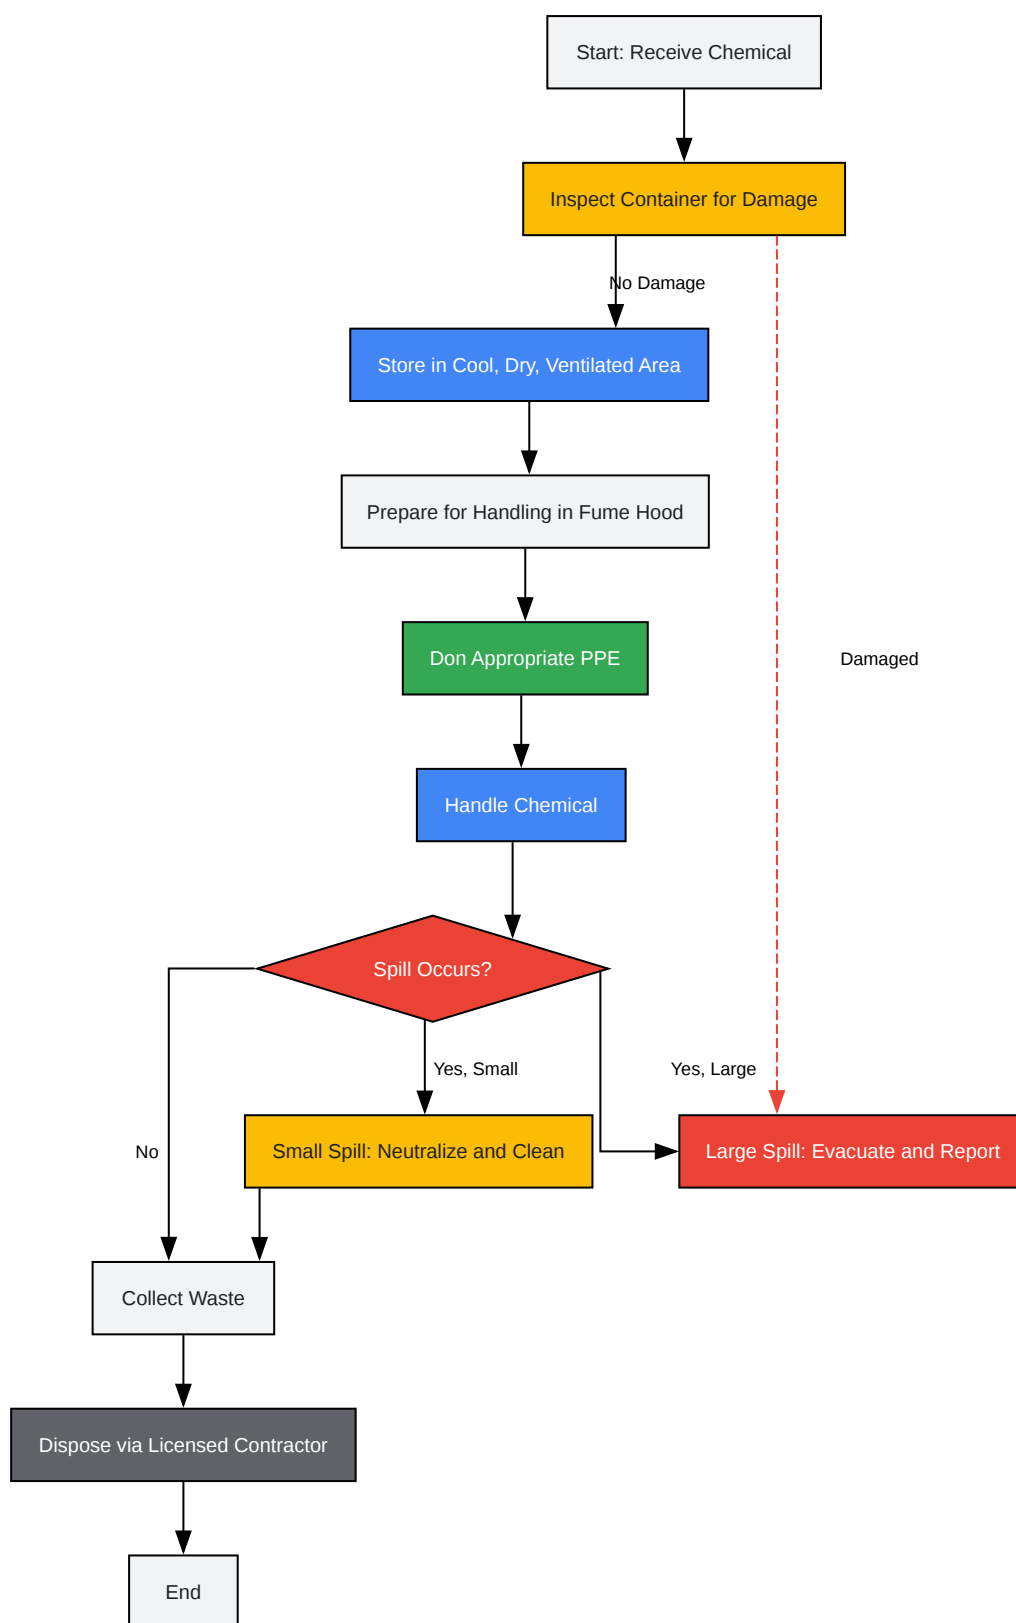 Start: Receive Chemical
Inspect Container for Damage
No Damage
Store in Cool, Dry, Ventilated Area
Prepare for Handling in Fume Hood
Don Appropriate PPE
Damaged
Handle Chemical
Spill Occurs?
Yes, Small
Yes, Large
No
Small Spill: Neutralize and Clean
Large Spill: Evacuate and Report
Collect Waste
Dispose via Licensed Contractor
End